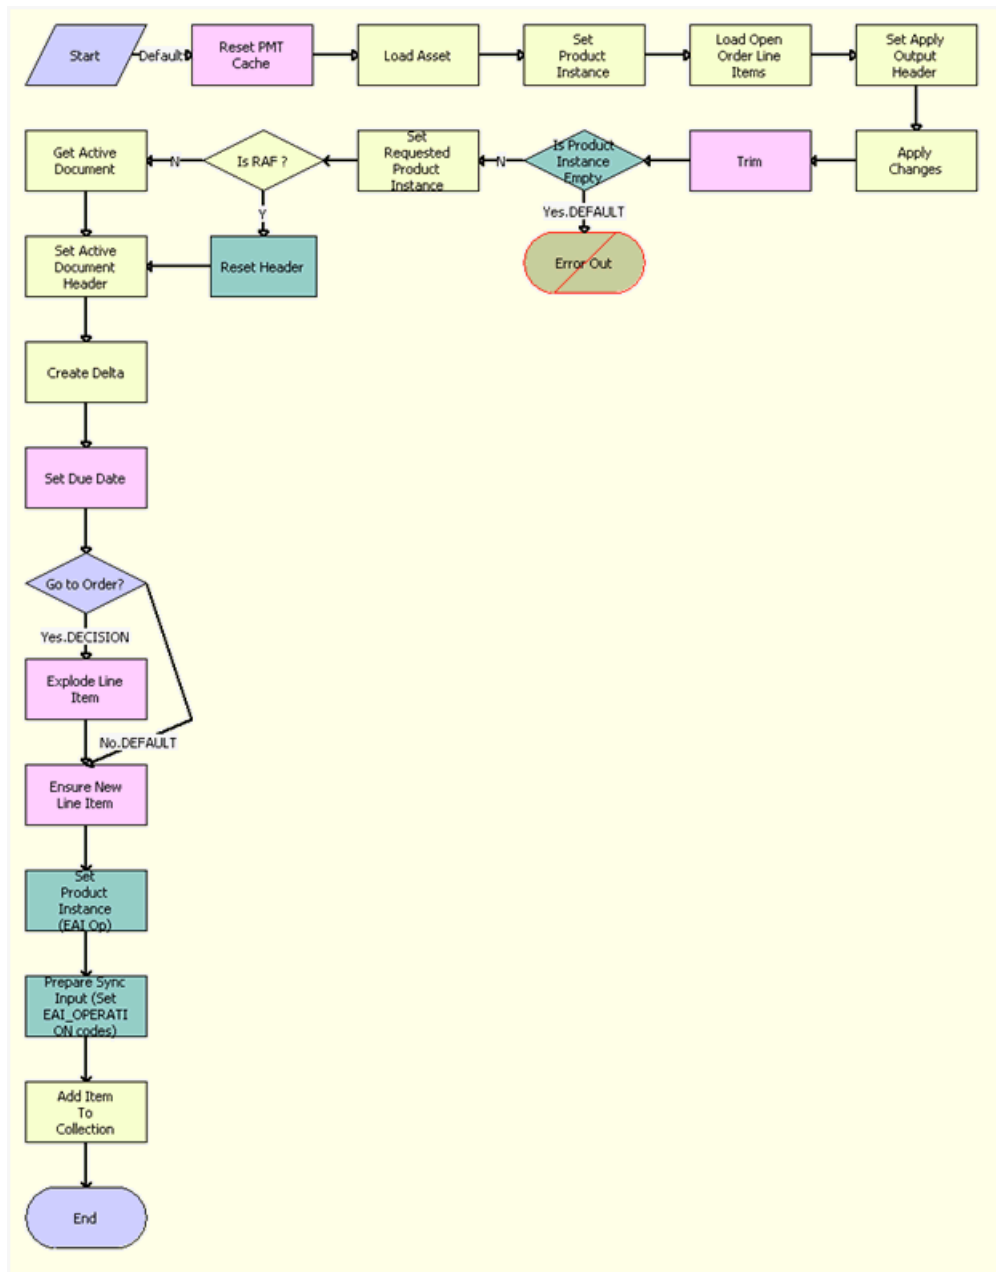 Start
Default
Reset PMT
Cache
Load Asset
Set
Product
Instance
Load Open
Order Line
Items
Set Apply
Output
Header
Get Active
Document
N
Is RAF ?
Set
Requested
Product
Instance
N
Is Product
Instance
Empty
Trim
Apply
Changes
Y
Yes.DEFAULT
Set Active
Document
Header
Reset Header
Error Out
Create Delta
Set Due Date
Go to Order?
Yes.DECISION
Explode Line
Item
No.DEFAULT
Ensure New
Line Item
Set
Product
Instance
(EAI Op)
Prepare Sync
Input (Set
EAI_OPERATI
ON codes)
Add Item
To
Collection
End